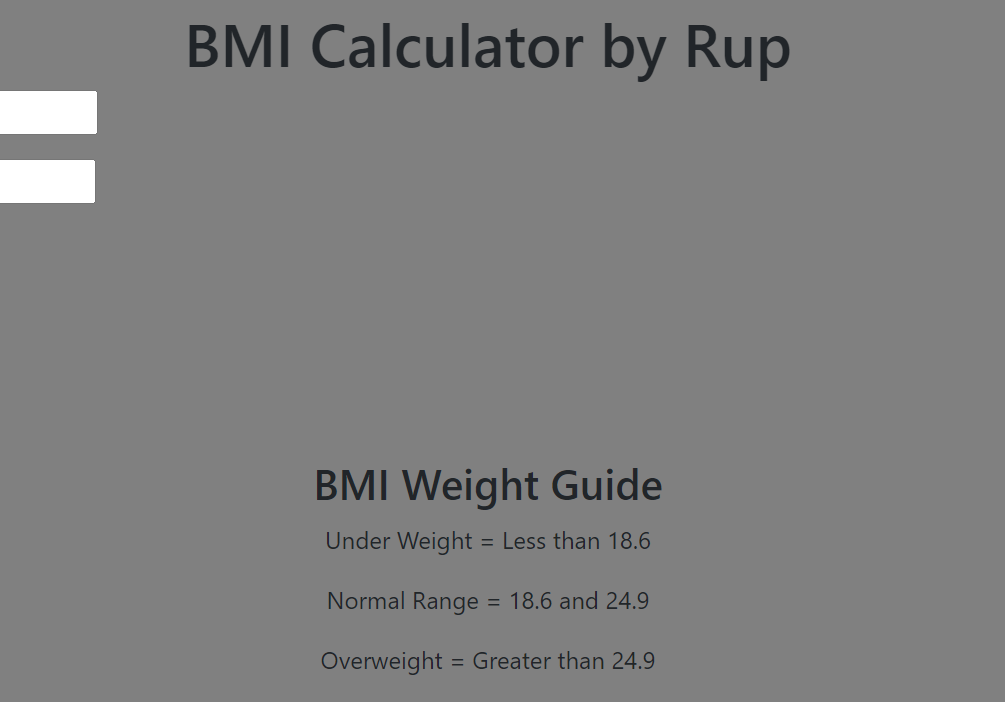 BMI Calculator by Rup
BMI Weight Guide
Under Weight = Less than 18.6
Normal Range = 18.6 and 24.9
Overweight = Greater than 24.9